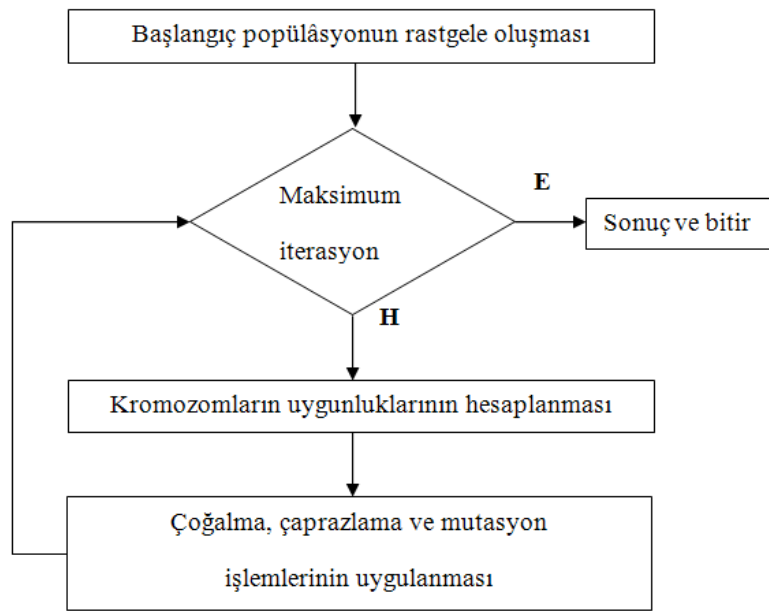 Başlangıç popülâsyonun rastgele oluşması
Maksimum
iterasyon
E
Sonuç ve bitir
H
Kromozomların uygunluklarının hesaplanması
Çoğalma, çaprazlama ve mutasyon
işlemlerinin uygulanması